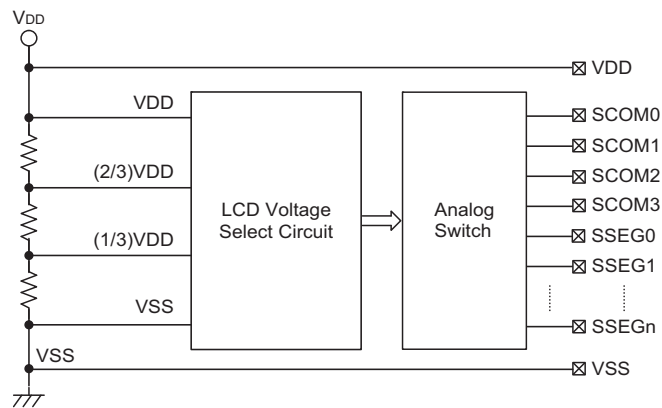 VDD
VDD
VDD
(2/3)VDD
(1/3)VDD
VSS
VSS
LCD Voltage
Select Circuit
Analog
Switch
SCOM0
SCOM1
SCOM2
SCOM3
SSEG0
SSEG1
SSEGn
VSS